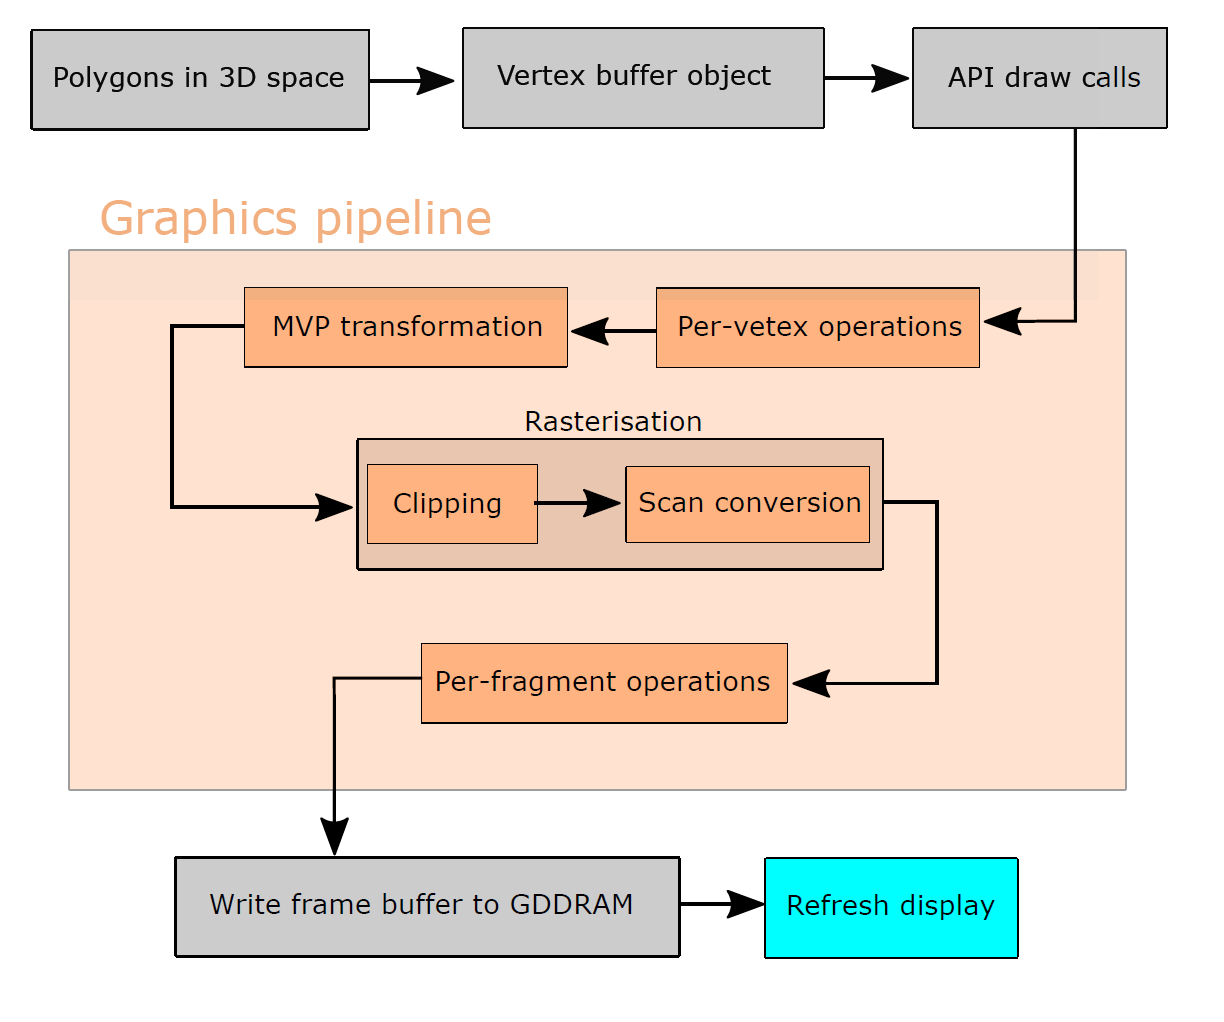 Polygons in 3D space
Vertex buffer object
API draw calls
Graphics pipeline
MVP transformation
Per-vetex operations
Rasterisation
Clipping
Scan conversion
Per-fragment operations
Write frame buffer to GDDRAM
Refresh display